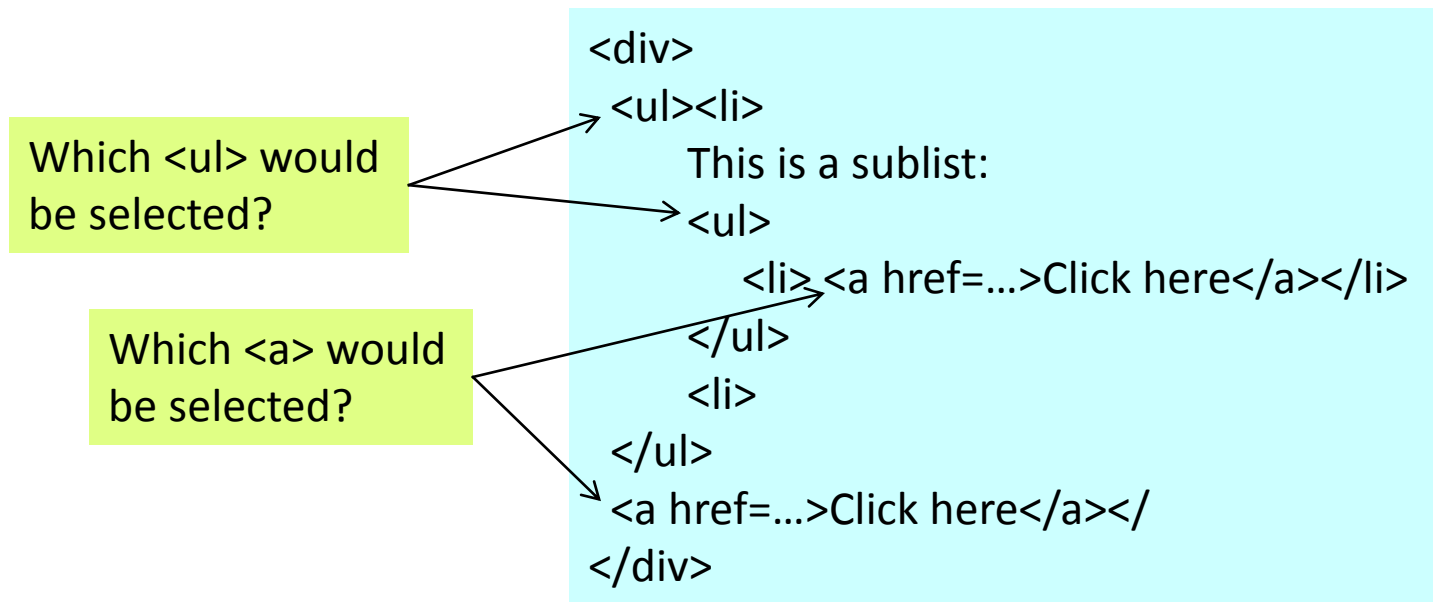 Which <ul> would
be selected?
Which <a> would
be selected?
<div>
<ul><li>
This is a sublist:
<ul>
<li> <a href=...>Click here</a></li>
</ul>
<li>
</ul>
<a href=...>Click here</a></
</div>